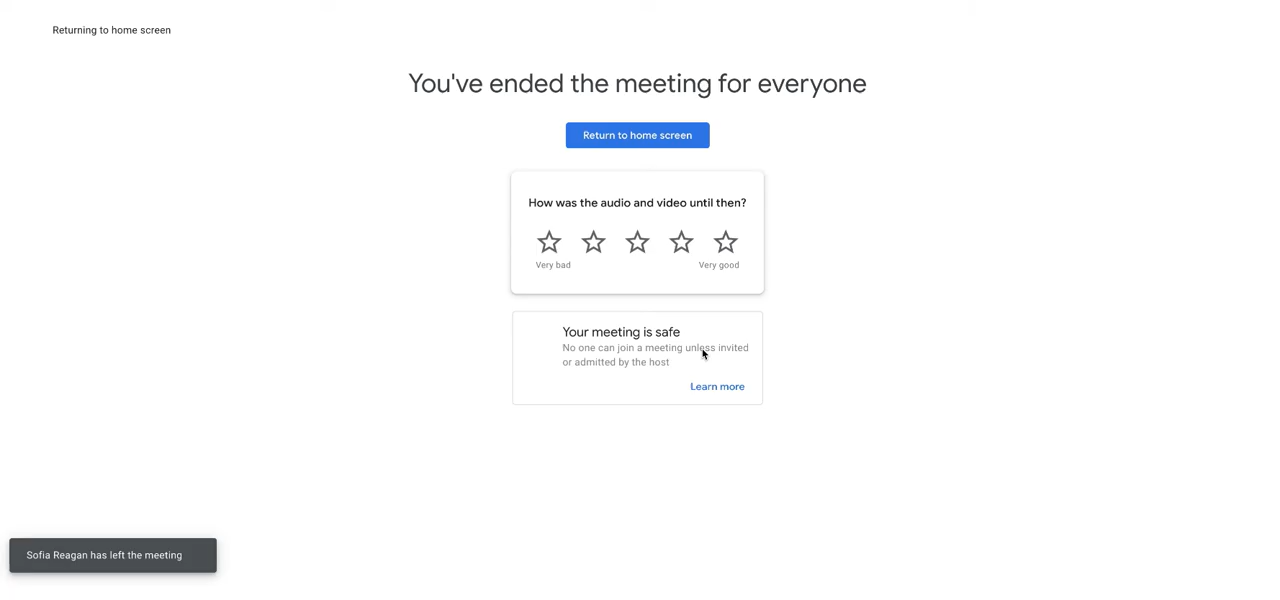 Returning to home screen
You've ended the meeting for everyone
Return to home screen
How was the audio and video until then?
Very bad
Very good
Your meeting is safe
No one can join a meeting unless invited
or admitted by the host
Learn more
Sofia Reagan has left the meeting